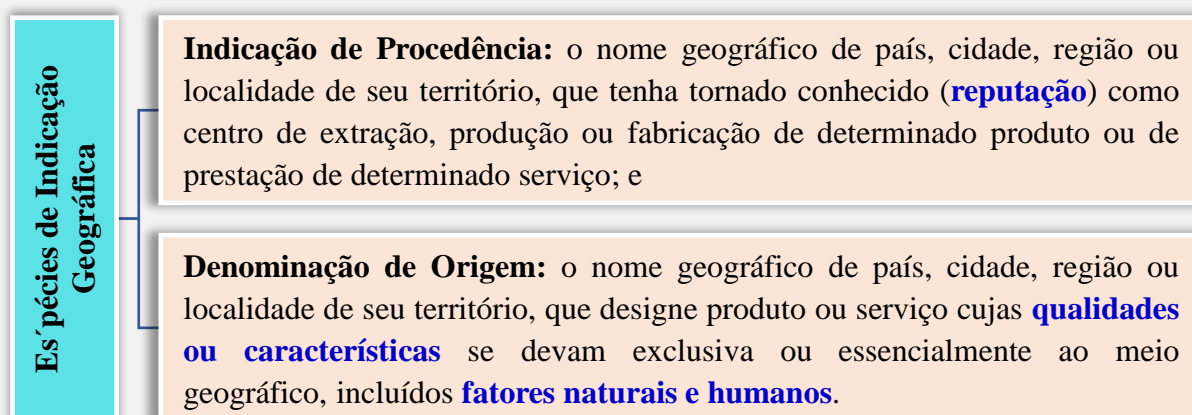 Es´pécies de Indicação
Geográfica
Indicação de Procedência: o nome geográfico de país, cidade, região ou
localidade de seu território, que tenha tornado conhecido (reputação) como
centro de extração, produção ou fabricação de determinado produto ou de
prestação de determinado serviço; e
Denominação de Origem: o nome geográfico de país, cidade, região ou
localidade de seu território, que designe produto ou serviço cujas qualidades
ou características se devam exclusiva ou essencialmente ao meio
geográfico, incluídos fatores naturais e humanos.